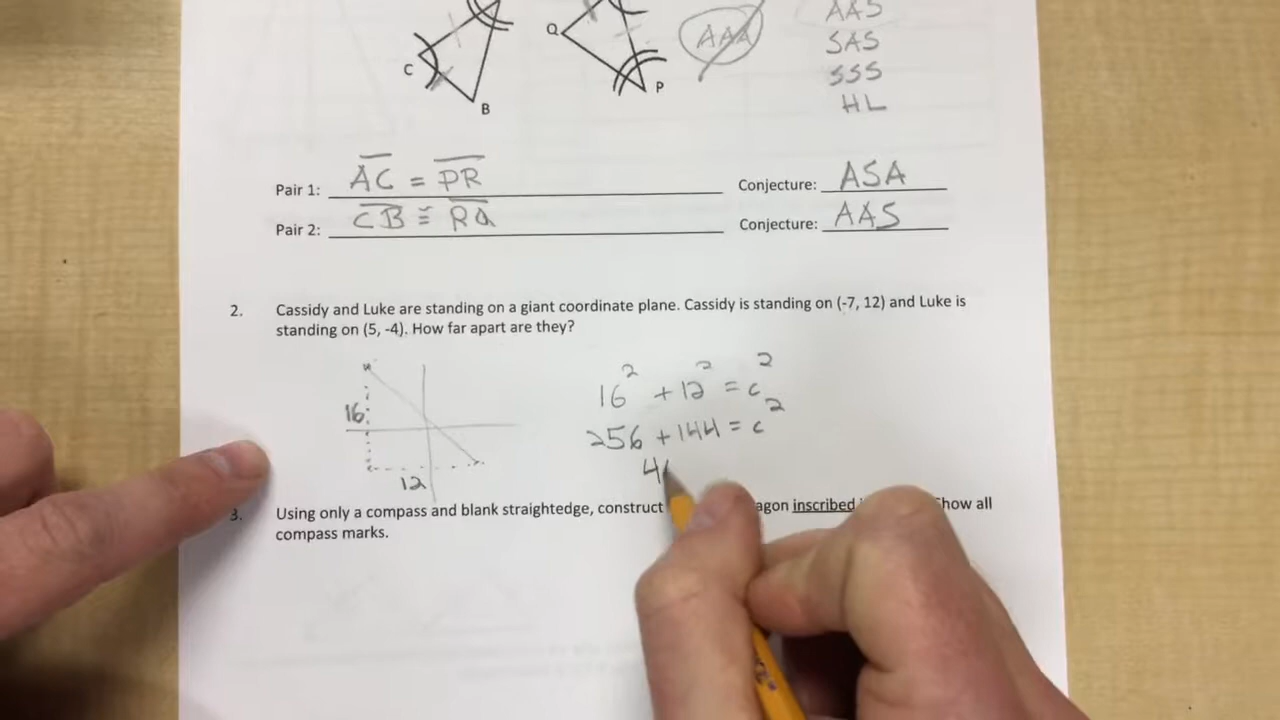 AAS
Q
AAA
SAS
C
SSS
P
HL
B
Pair 1: AC = PR Conjecture: ASA
Pair 2: CB ≅ RQ Conjecture: AAS
2. Cassidy and Luke are standing on a giant coordinate plane. Cassidy is standing on (-7, 12) and Luke is
standing on (5, -4). How far apart are they?
16² + 12² = c²
16
256 + 144 = c²
4
12
3. Using only a compass and blank straightedge, construct inscribed all
compass marks.